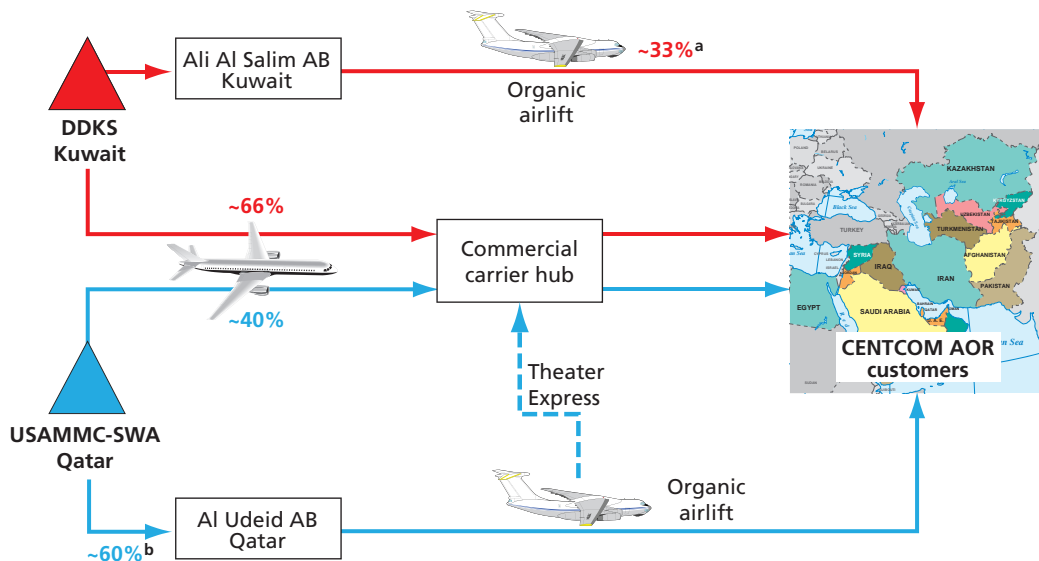 Ali Al Salim AB
Kuwait
~33%a
Organic
airlift
DDKS
Kuwait
~66%
Commercial
carrier hub
~40%
Theater
Express
USAMMC-SWA
Qatar
Al Udeid AB
Qatar
~60%b
Organic
airlift
KAZAKHSTAN
UZBEKISTAN
TURKMENISTAN
Black Sea
TURKEY
SYRIA
AFGHANISTAN
IRAQ
IRAN
PAKISTAN
EGYPT
SAUDI ARABIA
CENTCOM AOR
customers